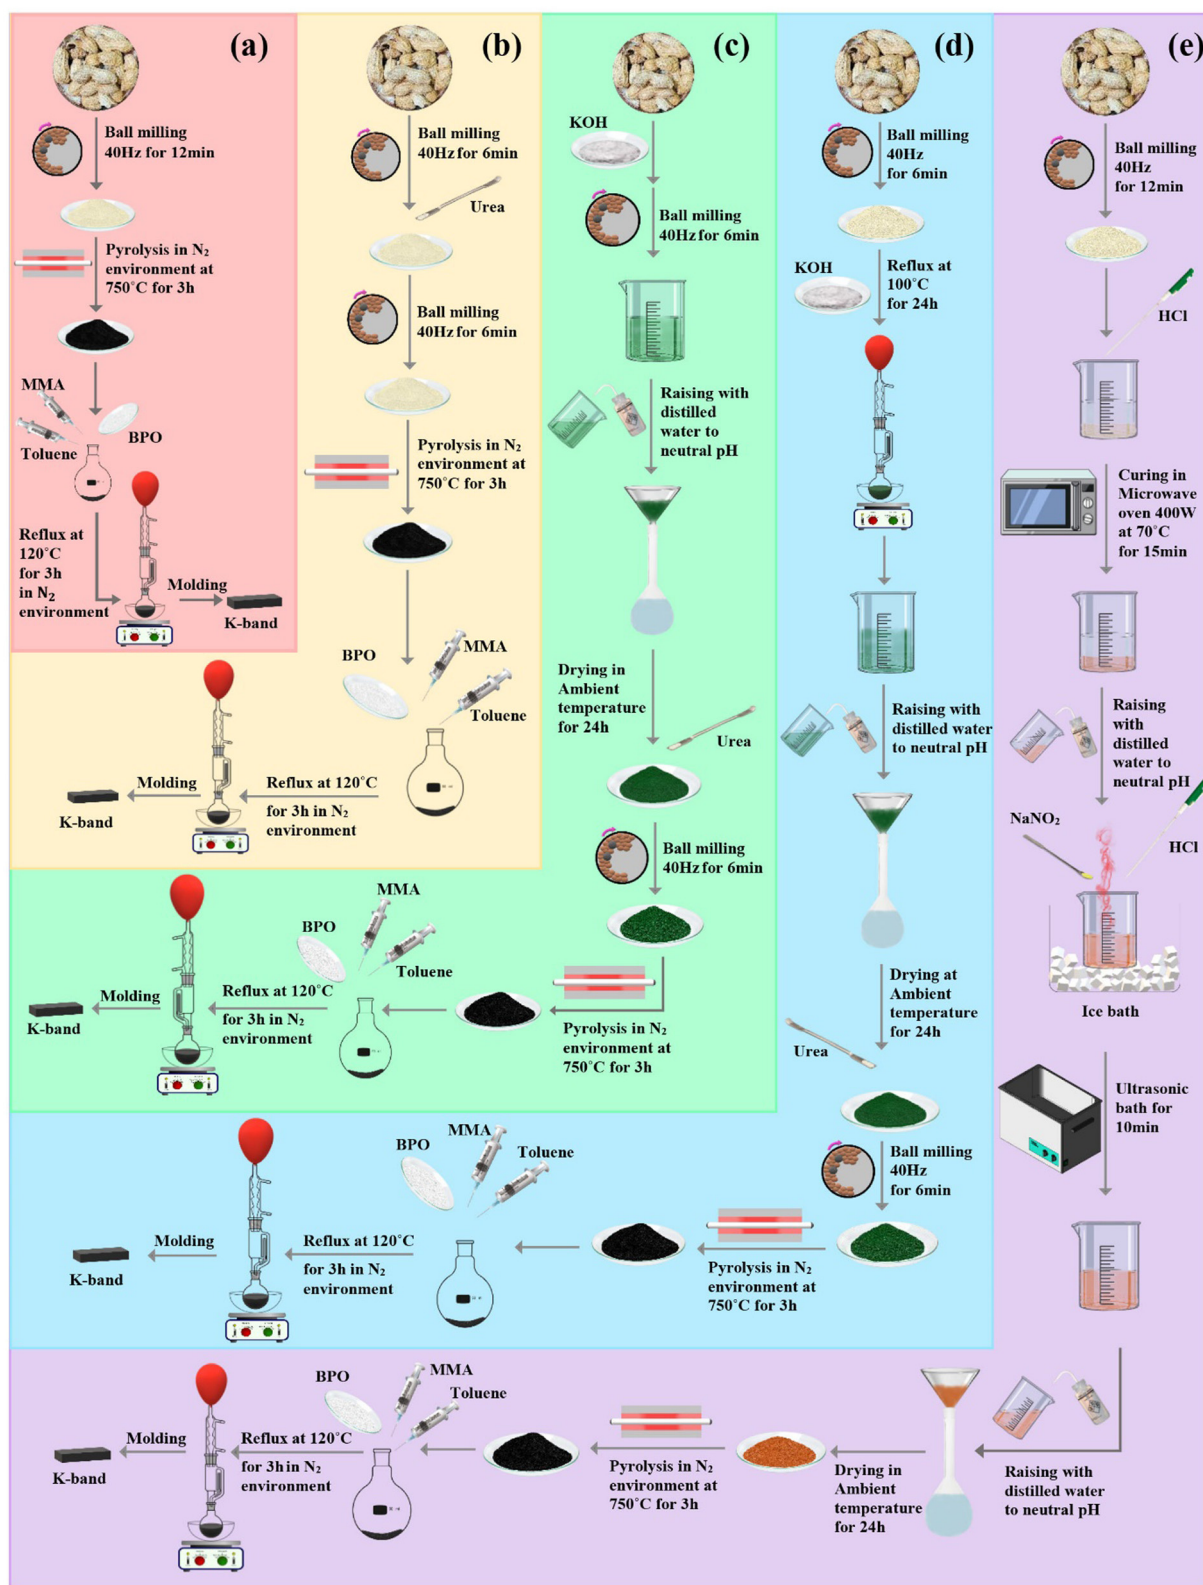 (a)
Ball milling
40Hz for 12min
Pyrolysis in N₂
environment at
750˚C for 3h
MMA
BPO
Toluene
Reflux at
120˚C
for 3h
in N₂
environment
Molding
K-band
(b)
Ball milling
40Hz for 6min
Urea
Ball milling
40Hz for 6min
Pyrolysis in N₂
environment at
750˚C for 3h
BPO
MMA
Toluene
Reflux at 120˚C
for 3h in N₂
environment
Molding
K-band
(c)
KOH
Ball milling
40Hz for 6min
Raising with
distilled
water to
neutral pH
Drying in
Ambient
temperature
for 24h
Urea
Ball milling
40Hz for 6min
Pyrolysis in N₂
environment at
750˚C for 3h
MMA
BPO
Toluene
Reflux at 120˚C
for 3h in N₂
environment
Molding
K-band
(d)
Ball milling
40Hz
for 6min
KOH
Reflux at
100˚C
for 24h
Raising with
distilled water
to neutral pH
Drying at
Ambient
temperature
for 24h
Urea
Ball milling
40Hz
for 6min
Pyrolysis in N₂
environment at
750˚C for 3h
MMA
BPO
Toluene
Reflux at 120˚C
for 3h in N₂
environment
Molding
K-band
(e)
Ball milling
40Hz
for 12min
HCl
Curing in
Microwave
oven 400W
at 70˚C
for 15min
Raising
with
distilled
water to
neutral pH
NaNO₂
HCl
Ice bath
Ultrasonic
bath for
10min
Raising with
distilled water
to neutral pH
Drying in
Ambient
temperature
for 24h
Pyrolysis in N₂
environment at
750˚C for 3h
MMA
BPO
Toluene
Reflux at 120˚C
for 3h in N₂
environment
Molding
K-band